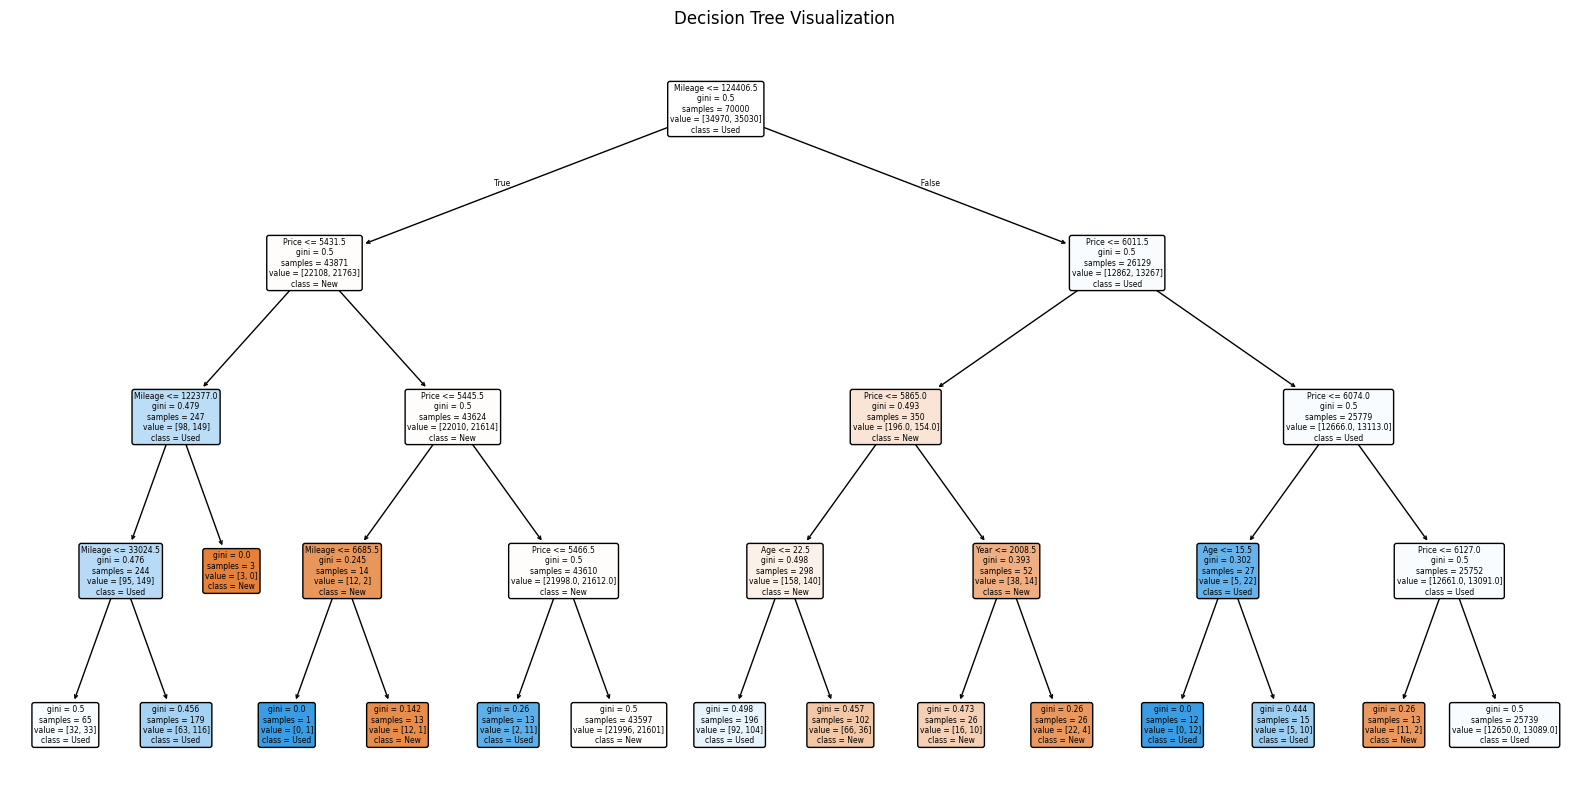 Decision Tree Visualization
Mileage <= 124406.5
gini = 0.5
samples = 70000
value = [34970, 35030]
class = Used
True
False
Price <= 5431.5
gini = 0.5
samples = 43871
value = [22108, 21763]
class = New
Price <= 6011.5
gini = 0.5
samples = 26129
value = [12862, 13267]
class = Used
Mileage <= 122377.0
gini = 0.479
samples = 247
value = [98, 149]
class = Used
Price <= 5445.5
gini = 0.5
samples = 43624
value = [22010, 21614]
class = New
Price <= 5865.0
gini = 0.493
samples = 350
value = [196.0, 154.0]
class = New
Price <= 6074.0
gini = 0.5
samples = 25779
value = [12666.0, 13113.0]
class = Used
Mileage <= 33024.5
gini = 0.476
samples = 244
value = [95, 149]
class = Used
gini = 0.0
samples = 3
value = [3, 0]
class = New
Mileage <= 6685.5
gini = 0.245
samples = 14
value = [12, 2]
class = New
Price <= 5466.5
gini = 0.5
samples = 43610
value = [21998.0, 21612.0]
class = New
Age <= 22.5
gini = 0.498
samples = 298
value = [158, 140]
class = New
Year <= 2008.5
gini = 0.393
samples = 52
value = [38, 14]
class = New
Age <= 15.5
gini = 0.302
samples = 27
value = [5, 22]
class = Used
Price <= 6127.0
gini = 0.5
samples = 25752
value = [12661.0, 13091.0]
class = Used
gini = 0.5
samples = 65
value = [32, 33]
class = Used
gini = 0.456
samples = 179
value = [63, 116]
class = Used
gini = 0.0
samples = 1
value = [0, 1]
class = Used
gini = 0.142
samples = 13
value = [12, 1]
class = New
gini = 0.26
samples = 13
value = [2, 11]
class = Used
gini = 0.5
samples = 43597
value = [21996, 21601]
class = New
gini = 0.498
samples = 196
value = [92, 104]
class = Used
gini = 0.457
samples = 102
value = [66, 36]
class = New
gini = 0.473
samples = 26
value = [16, 10]
class = New
gini = 0.26
samples = 26
value = [22, 4]
class = New
gini = 0.0
samples = 12
value = [0, 12]
class = Used
gini = 0.444
samples = 15
value = [5, 10]
class = Used
gini = 0.26
samples = 13
value = [11, 2]
class = New
gini = 0.5
samples = 25739
value = [12650.0, 13089.0]
class = Used